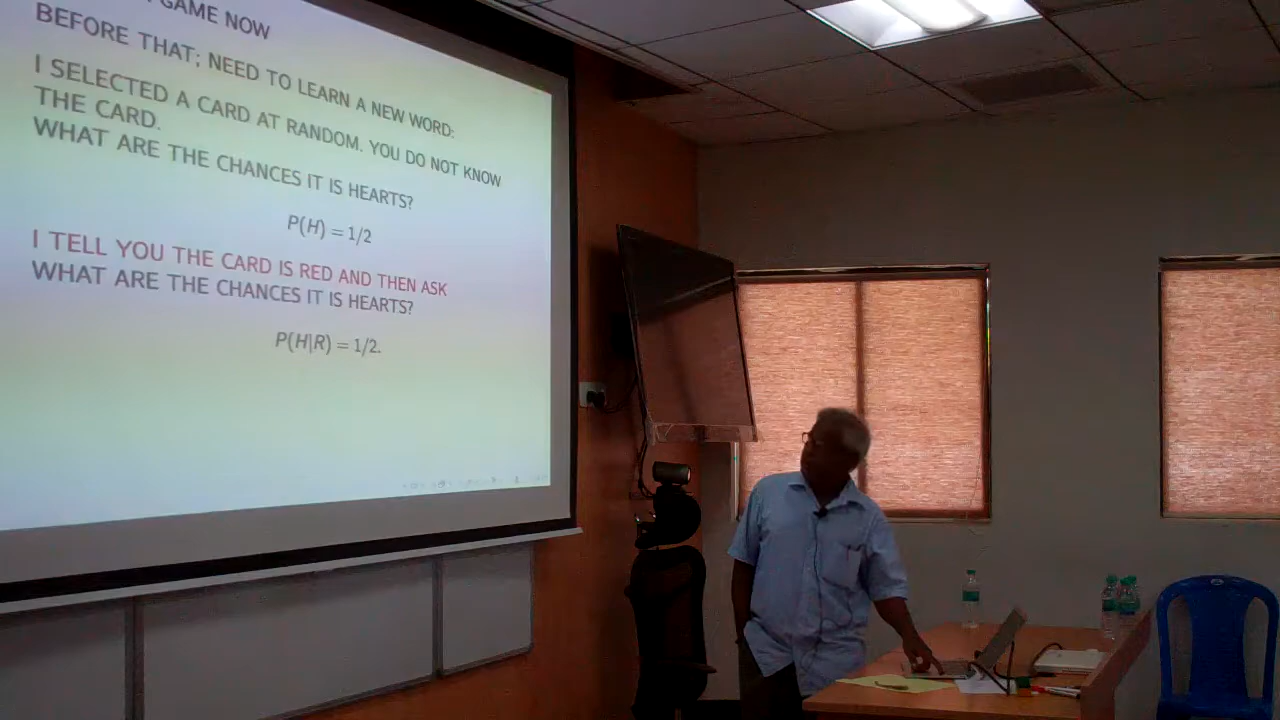 GAME NOW
BEFORE THAT; NEED TO LEARN A NEW WORD:
I SELECTED A CARD AT RANDOM. YOU DO NOT KNOW
THE CARD.
WHAT ARE THE CHANCES IT IS HEARTS?
P(H) = 1/2
I TELL YOU THE CARD IS RED AND THEN ASK
WHAT ARE THE CHANCES IT IS HEARTS?
P(H|R) = 1/2.